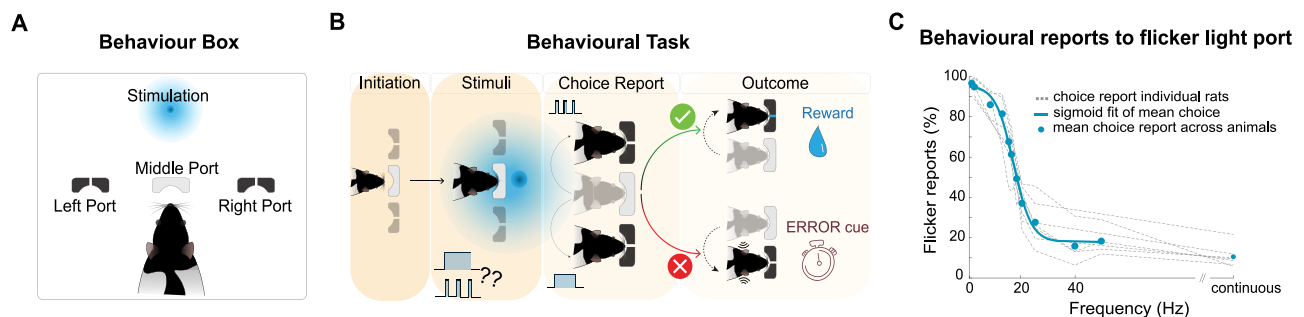 A
Behaviour Box
Stimulation
Middle Port
Left Port
Right Port
B
Behavioural Task
Initiation
Stimuli
Choice Report
Outcome
??
Reward
ERROR cue
C
Behavioural reports to flicker light port
Flicker reports (%)
100
80
60
40
20
0
choice report individual rats
sigmoid fit of mean choice
mean choice report across animals
0
20
40
60
//
continuous
Frequency (Hz)